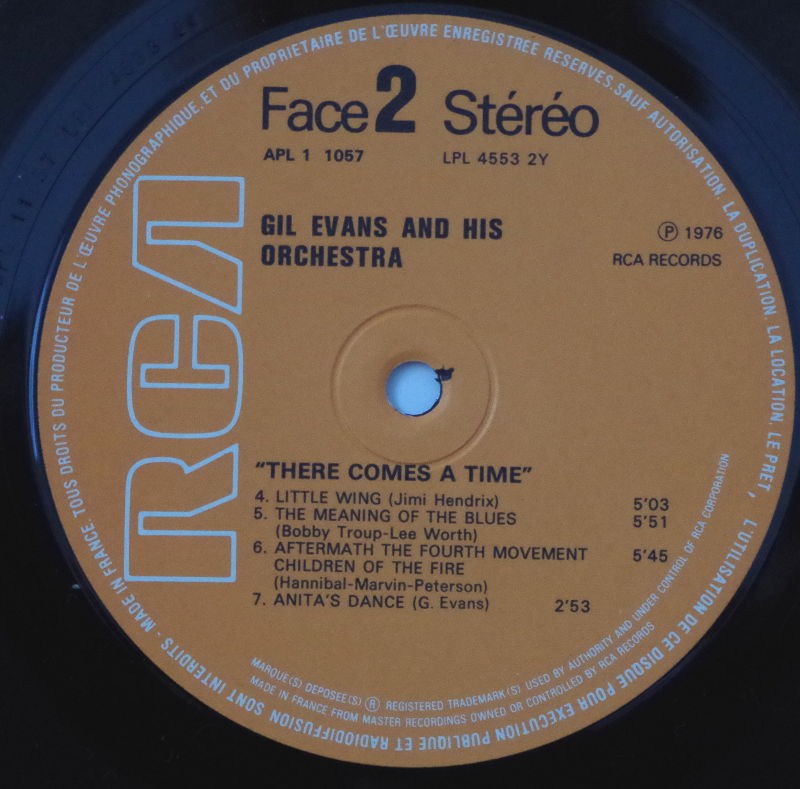 Face 2 Stéréo
APL 1 1057 LPL 4553 2Y
GIL EVANS AND HIS
ORCHESTRA
Ⓟ 1976
RCA RECORDS
RCA
"THERE COMES A TIME"
4. LITTLE WING (Jimi Hendrix) 5'03
5. THE MEANING OF THE BLUES 5'51
(Bobby Troup-Lee Worth)
6. AFTERMATH THE FOURTH MOVEMENT 5'45
CHILDREN OF THE FIRE
(Hannibal-Marvin-Peterson)
7. ANITA'S DANCE (G. Evans) 2'53
MARQUE(S) DEPOSEE(S) ® REGISTERED TRADEMARK(S) USED BY AUTHORITY AND UNDER CONTROL OF RCA CORPORATION
MADE IN FRANCE FROM MASTER RECORDINGS OWNED OR CONTROLLED BY RCA RECORDS
MADE IN FRANCE. TOUS DROITS DU PRODUCTEUR DE L'ŒUVRE PHONOGRAPHIQUE. ET DU PROPRIETAIRE DE L'ŒUVRE ENREGISTREE RESERVES. SAUF AUTORISATION. LA DUPLICATION. LA LOCATION. LE PRET, L'UTILISATION DE CE DISQUE POUR EXECUTION PUBLIQUE ET RADIODIFFUSION SONT INTERDITS -